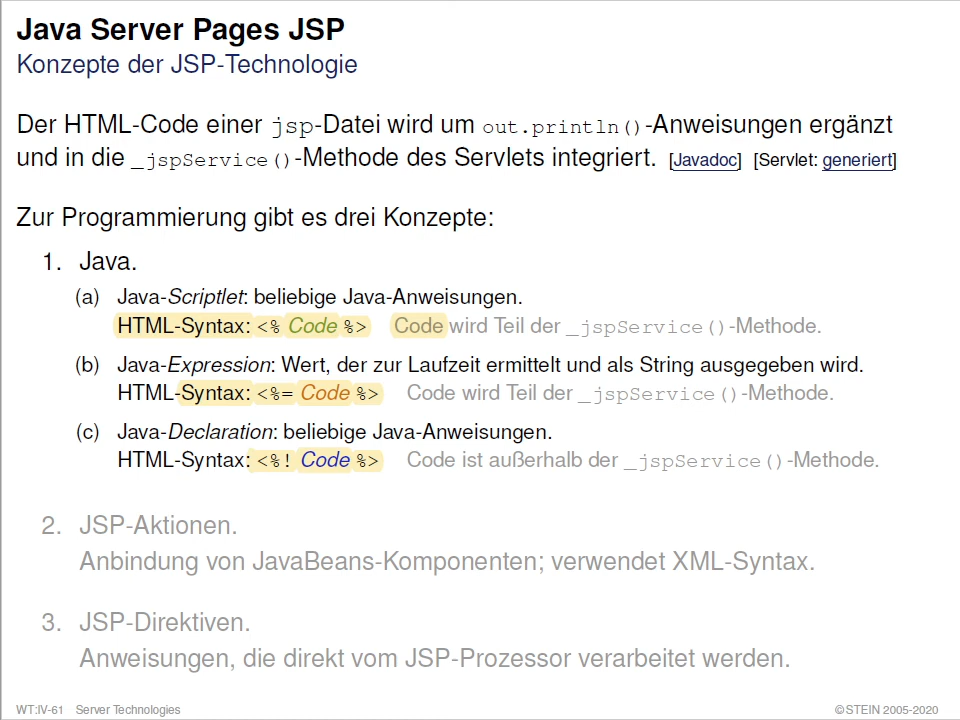 Java Server Pages JSP
Konzepte der JSP-Technologie
Der HTML-Code einer jsp-Datei wird um out.println()-Anweisungen ergänzt
und in die _jspService()-Methode des Servlets integriert. [Javadoc] [Servlet: generiert]
Zur Programmierung gibt es drei Konzepte:
1. Java.
(a) Java-Scriptlet: beliebige Java-Anweisungen.
HTML-Syntax: <% Code %> Code wird Teil der _jspService()-Methode.
(b) Java-Expression: Wert, der zur Laufzeit ermittelt und als String ausgegeben wird.
HTML-Syntax: <%= Code %> Code wird Teil der _jspService()-Methode.
(c) Java-Declaration: beliebige Java-Anweisungen.
HTML-Syntax: <%! Code %> Code ist außerhalb der _jspService()-Methode.
2. JSP-Aktionen.
Anbindung von JavaBeans-Komponenten; verwendet XML-Syntax.
3. JSP-Direktiven.
Anweisungen, die direkt vom JSP-Prozessor verarbeitet werden.
WT:IV-61 Server Technologies ©STEIN 2005-2020